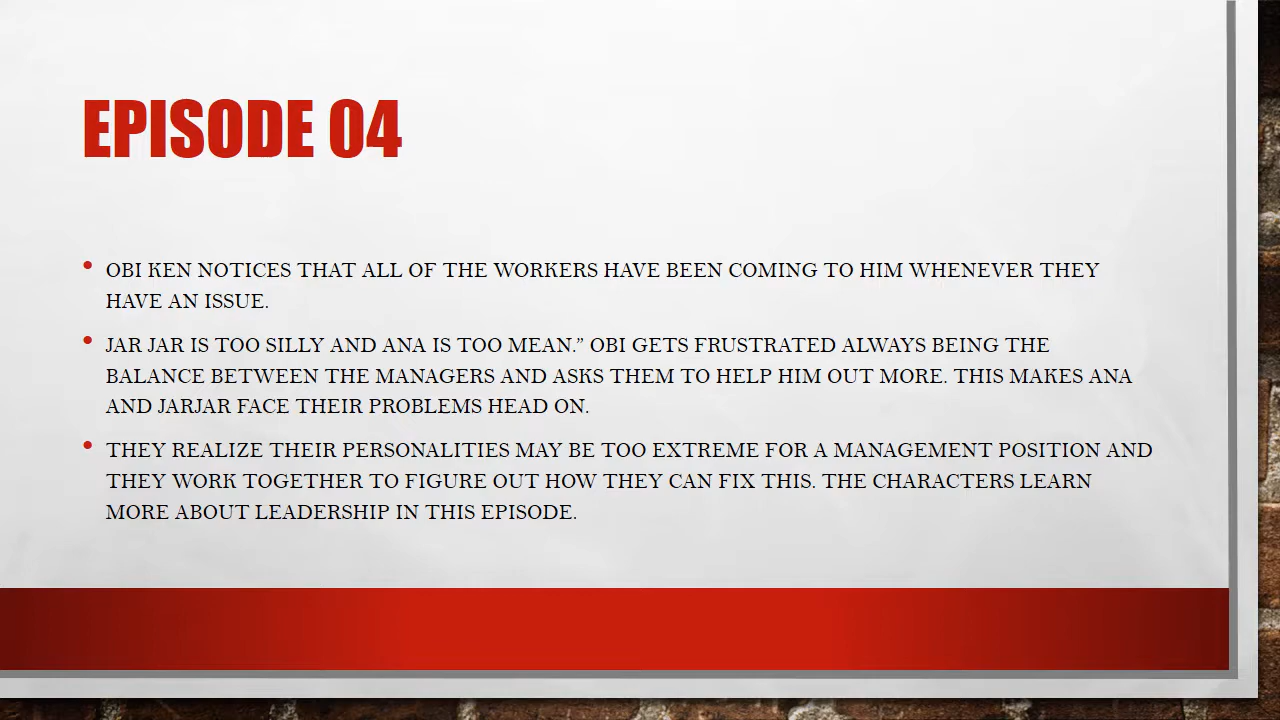 EPISODE 04
• OBI KEN NOTICES THAT ALL OF THE WORKERS HAVE BEEN COMING TO HIM WHENEVER THEY
HAVE AN ISSUE.
• JAR JAR IS TOO SILLY AND ANA IS TOO MEAN.” OBI GETS FRUSTRATED ALWAYS BEING THE
BALANCE BETWEEN THE MANAGERS AND ASKS THEM TO HELP HIM OUT MORE. THIS MAKES ANA
AND JARJAR FACE THEIR PROBLEMS HEAD ON.
• THEY REALIZE THEIR PERSONALITIES MAY BE TOO EXTREME FOR A MANAGEMENT POSITION AND
THEY WORK TOGETHER TO FIGURE OUT HOW THEY CAN FIX THIS. THE CHARACTERS LEARN
MORE ABOUT LEADERSHIP IN THIS EPISODE.